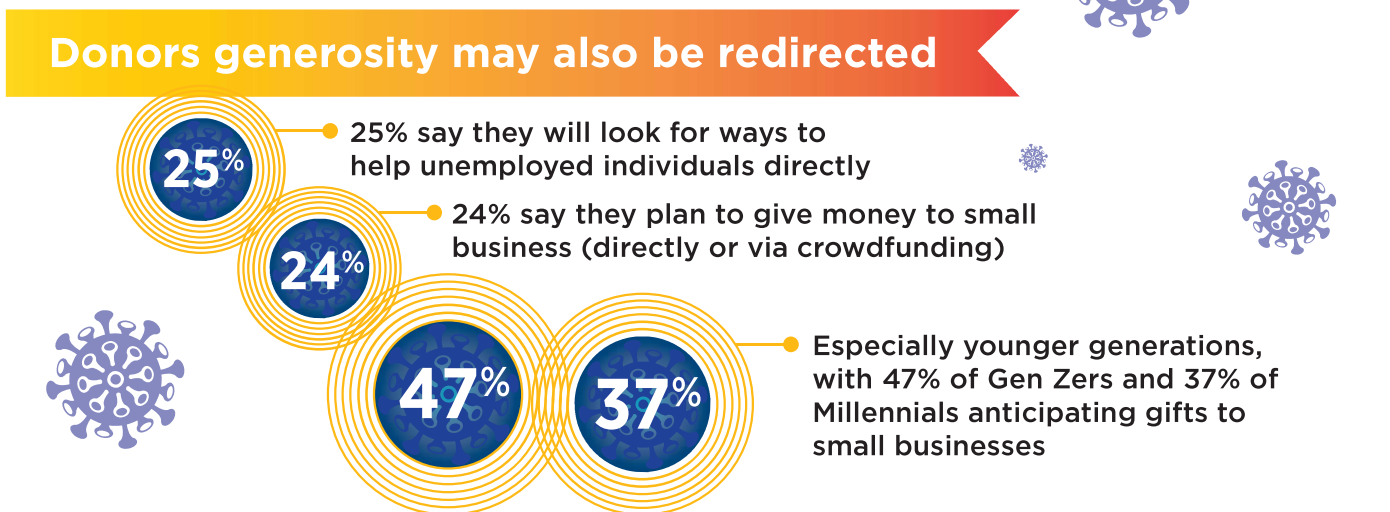 Donors generosity may also be redirected
25%
25% say they will look for ways to
help unemployed individuals directly
24%
24% say they plan to give money to small
business (directly or via crowdfunding)
47%
37%
Especially younger generations,
with 47% of Gen Zers and 37% of
Millennials anticipating gifts to
small businesses